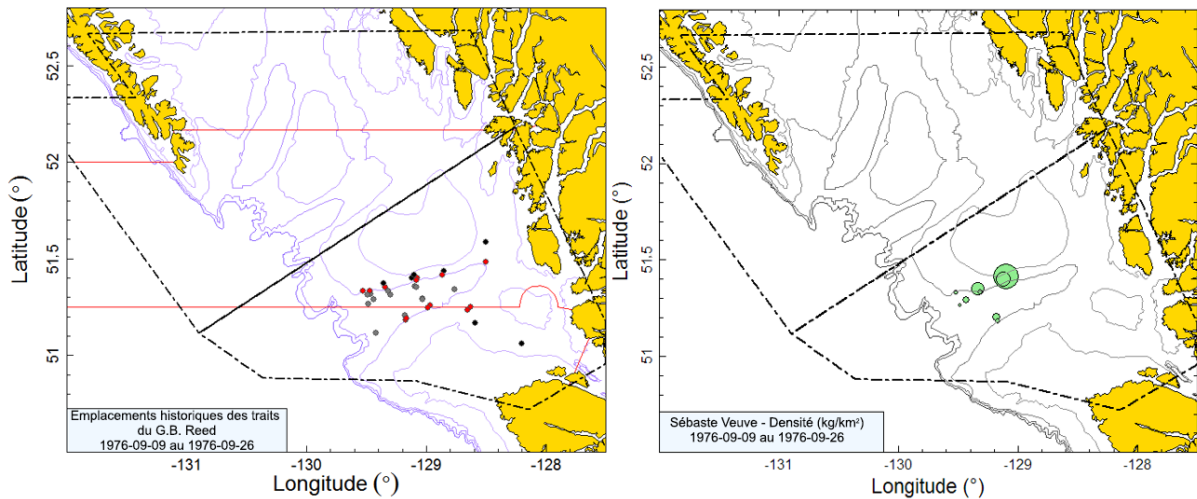 52.5
52
51.5
51
Latitude (°)
Emplacements historiques des traits
du G.B. Reed
1976-09-09 au 1976-09-26
-131
-130
-129
-128
Longitude (°)
52.5
52
51.5
51
Latitude (°)
Sébaste Veuve - Densité (kg/km²)
1976-09-09 au 1976-09-26
-131
-130
-129
-128
Longitude (°)